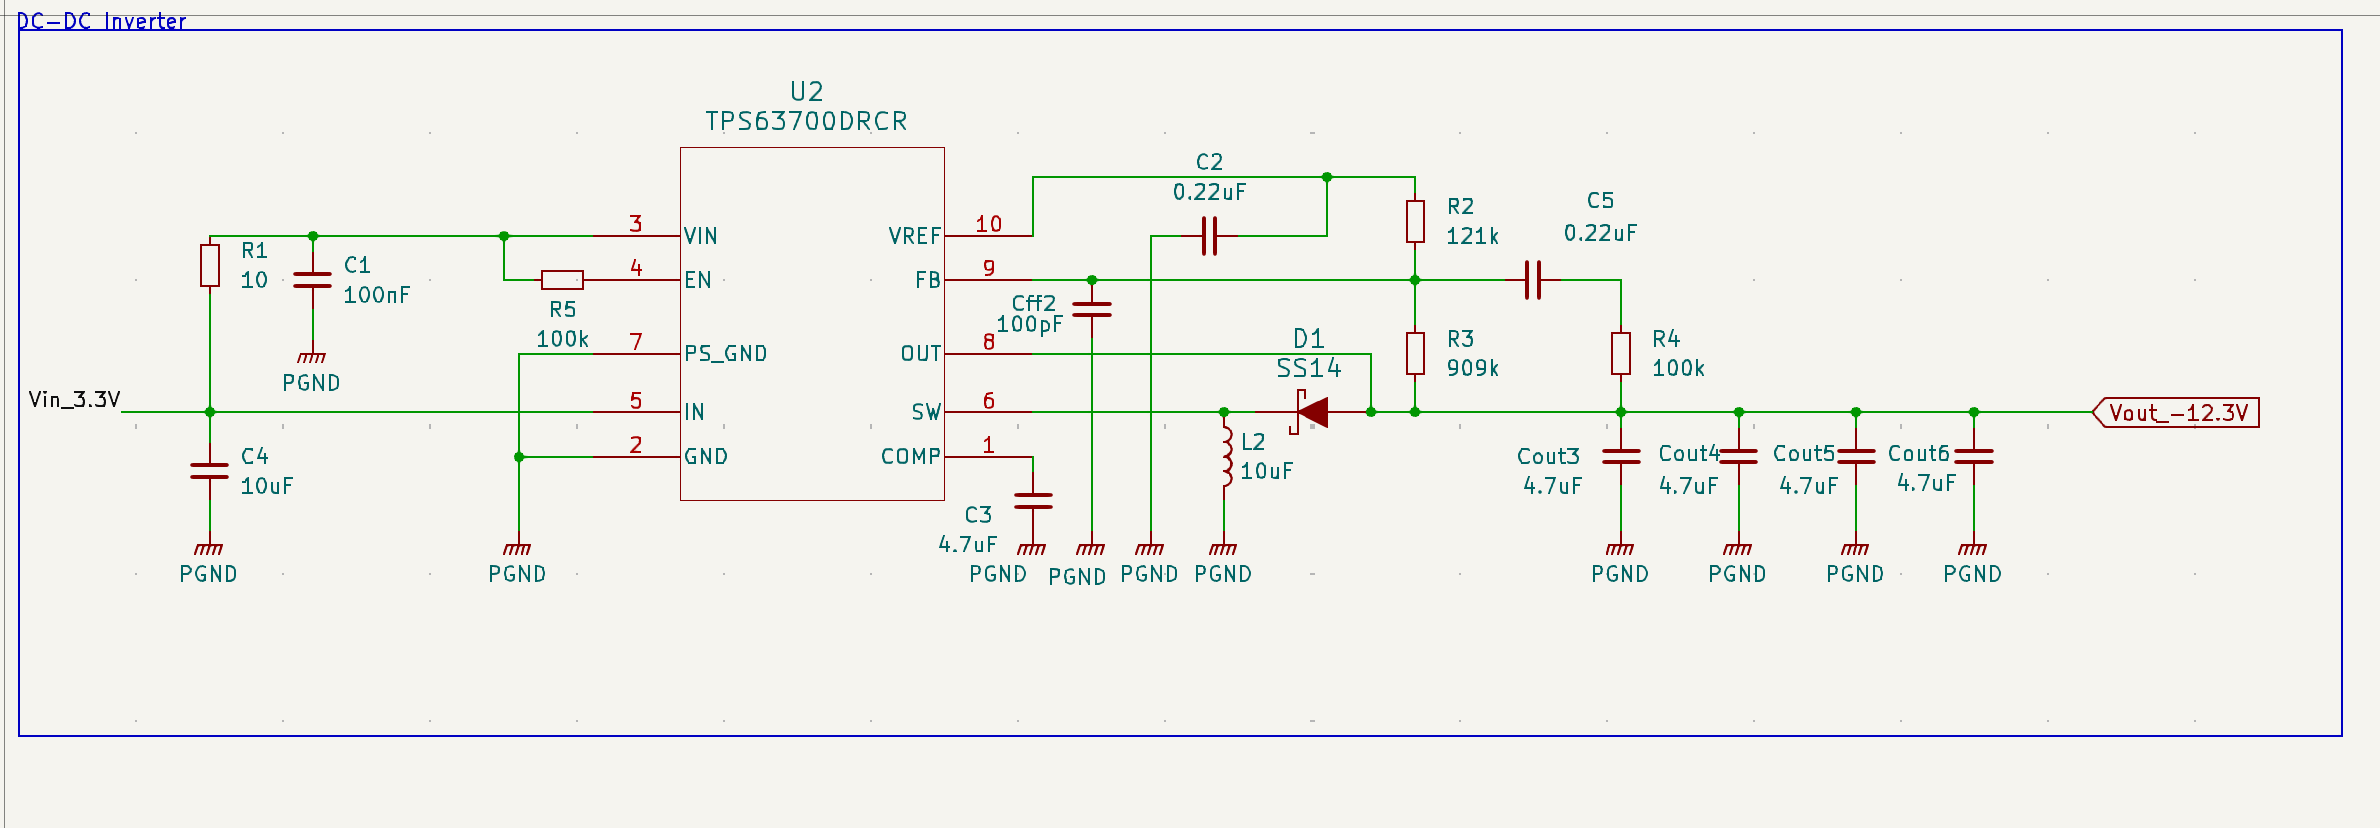 DC-DC Inverter
U2
TPS63700DRCR
C2
0.22uF
C5
0.22uF
R2
121k
3
VIN
VREF
10
R1
10
C1
100nF
4
EN
FB
9
R5
100k
Cff2
100pF
7
PS_GND
OUT
8
D1
SS14
R3
909k
R4
100k
PGND
Vin_3.3V
5
IN
SW
6
Vout_-12.3V
2
GND
COMP
1
C4
10uF
L2
10uF
Cout3
4.7uF
Cout4
4.7uF
Cout5
4.7uF
Cout6
4.7uF
C3
4.7uF
PGND
PGND
PGND
PGND
PGND
PGND
PGND
PGND
PGND
PGND